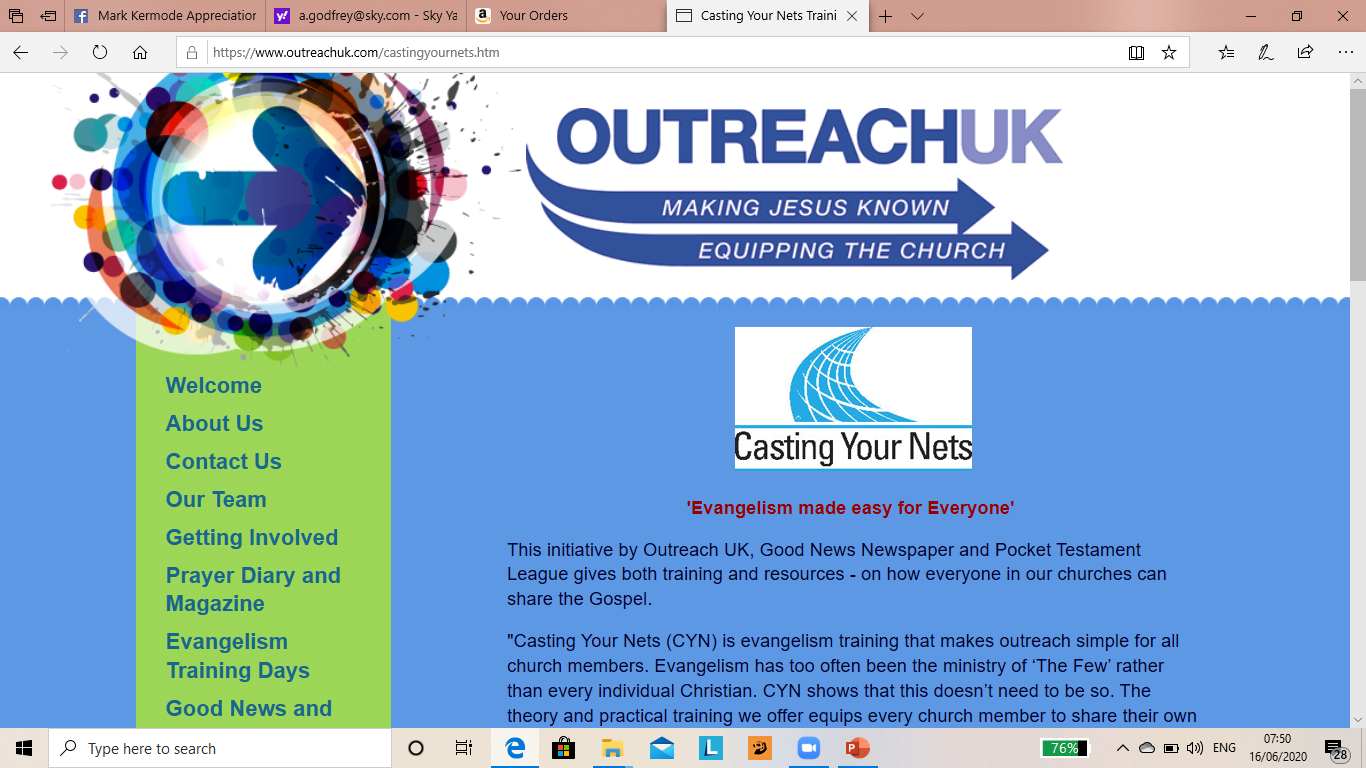 Mark Kermode Appreciation
a.godfrey@sky.com - Sky Ya
Your Orders
Casting Your Nets Traini
https://www.outreachuk.com/castingyournets.htm
OUTREACHUK
MAKING JESUS KNOWN
EQUIPPING THE CHURCH
Welcome
About Us
Contact Us
Our Team
Getting Involved
Prayer Diary and
Magazine
Evangelism
Training Days
Good News and
Casting Your Nets
'Evangelism made easy for Everyone'
This initiative by Outreach UK, Good News Newspaper and Pocket Testament
League gives both training and resources - on how everyone in our churches can
share the Gospel.
"Casting Your Nets (CYN) is evangelism training that makes outreach simple for all
church members. Evangelism has too often been the ministry of ‘The Few’ rather
than every individual Christian. CYN shows that this doesn’t need to be so. The
theory and practical training we offer equips every church member to share their own
Type here to search
76%
ENG
07:50
16/06/2020
28